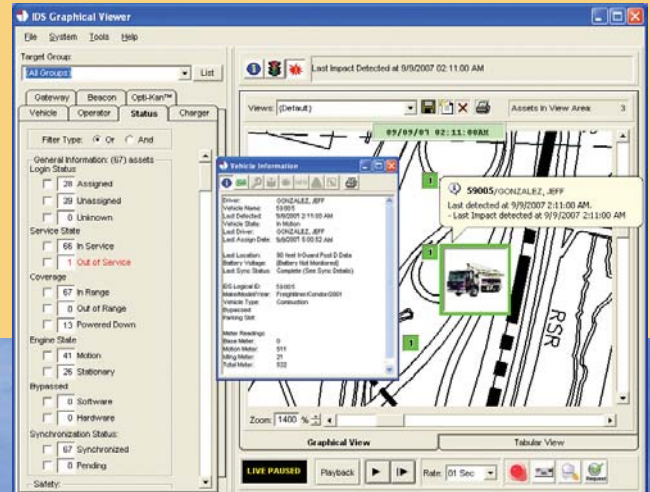 IDS Graphical Viewer
File System Tools Help
Target Group:
(All Groups) List
Gateway Beacon Opti-Kan™
Vehicle Operator Status Charger
Filter Type: Or And
General Information: (67) assets
Login Status
28 Assigned
39 Unassigned
0 Unknown
Service State
66 In Service
1 Out of Service
Coverage
67 In Range
0 Out of Range
13 Powered Down
Engine State
41 Motion
26 Stationary
Bypassed
0 Software
0 Hardware
Synchronization Status:
67 Synchronized
0 Pending
Safety:
Last Impact Detected at 9/9/2007 02:11:00 AM
Views: (Default) Assets In View Area: 3
09/09/07 02:11:00AM
Vehicle Information
Driver: GONZALEZ, JEFF
Vehicle Name: 59005
Last Detected: 9/9/2007 2:11:00 AM
Vehicle State: In Motion
Last Driver: GONZALEZ, JEFF
Last Assign Date: 9/9/2007 5:00:52 AM
Last Location:
Battery Voltage: (Battery Not Monitored)
Last Sync Status: Complete (See Sync Details)
IDS Logical ID: 59005
Make/Model/Year: Freightliner/Condor/2001
Vehicle Type: Combustion
Bypassed:
Parking Slot:
Meter Readings:
Base Meter: 0
Motion Meter: 511
Idling Meter: 21
Total Meter: 532
1
59005/GONZALEZ, JEFF
Last detected at 9/9/2007 2:11:00 AM.
- Last Impact detected at 9/9/2007 2:11:00 AM
1
1
RSR
Zoom: 1400 %
Graphical View Tabular View
LIVE PAUSED Playback Rate: 01 Sec Request